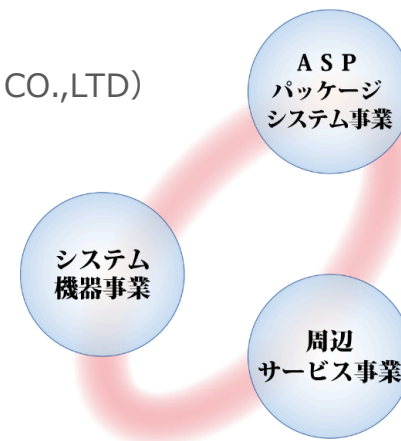 CO.,LTD）
ＡＳＰ
パッケージ
システム事業
システム
機器事業
周辺
サービス事業